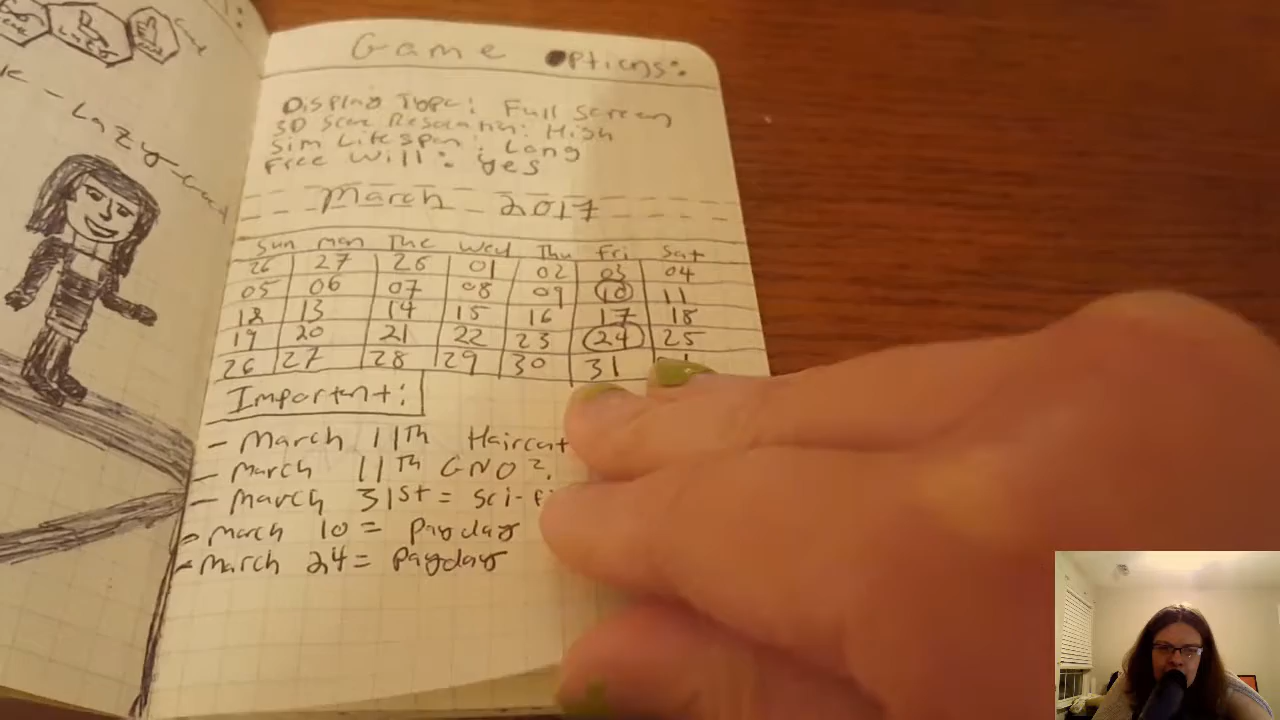 Game Options:
Display Type: Full Screen
3D Scene Resolution: High
Sim Lifespan: Long
Free Will: Yes
March 2017
Sun Mon Tue Wed Thu Fri Sat
26 27 28 01 02 03 04
05 06 07 08 09 10 11
12 13 14 15 16 17 18
19 20 21 22 23 24 25
26 27 28 29 30 31
Important:
- March 11th Haircut
- March 11th GNO?
- March 31st = Sci-fi
- March 10 = Payday
- March 24 = Payday
- Lazy